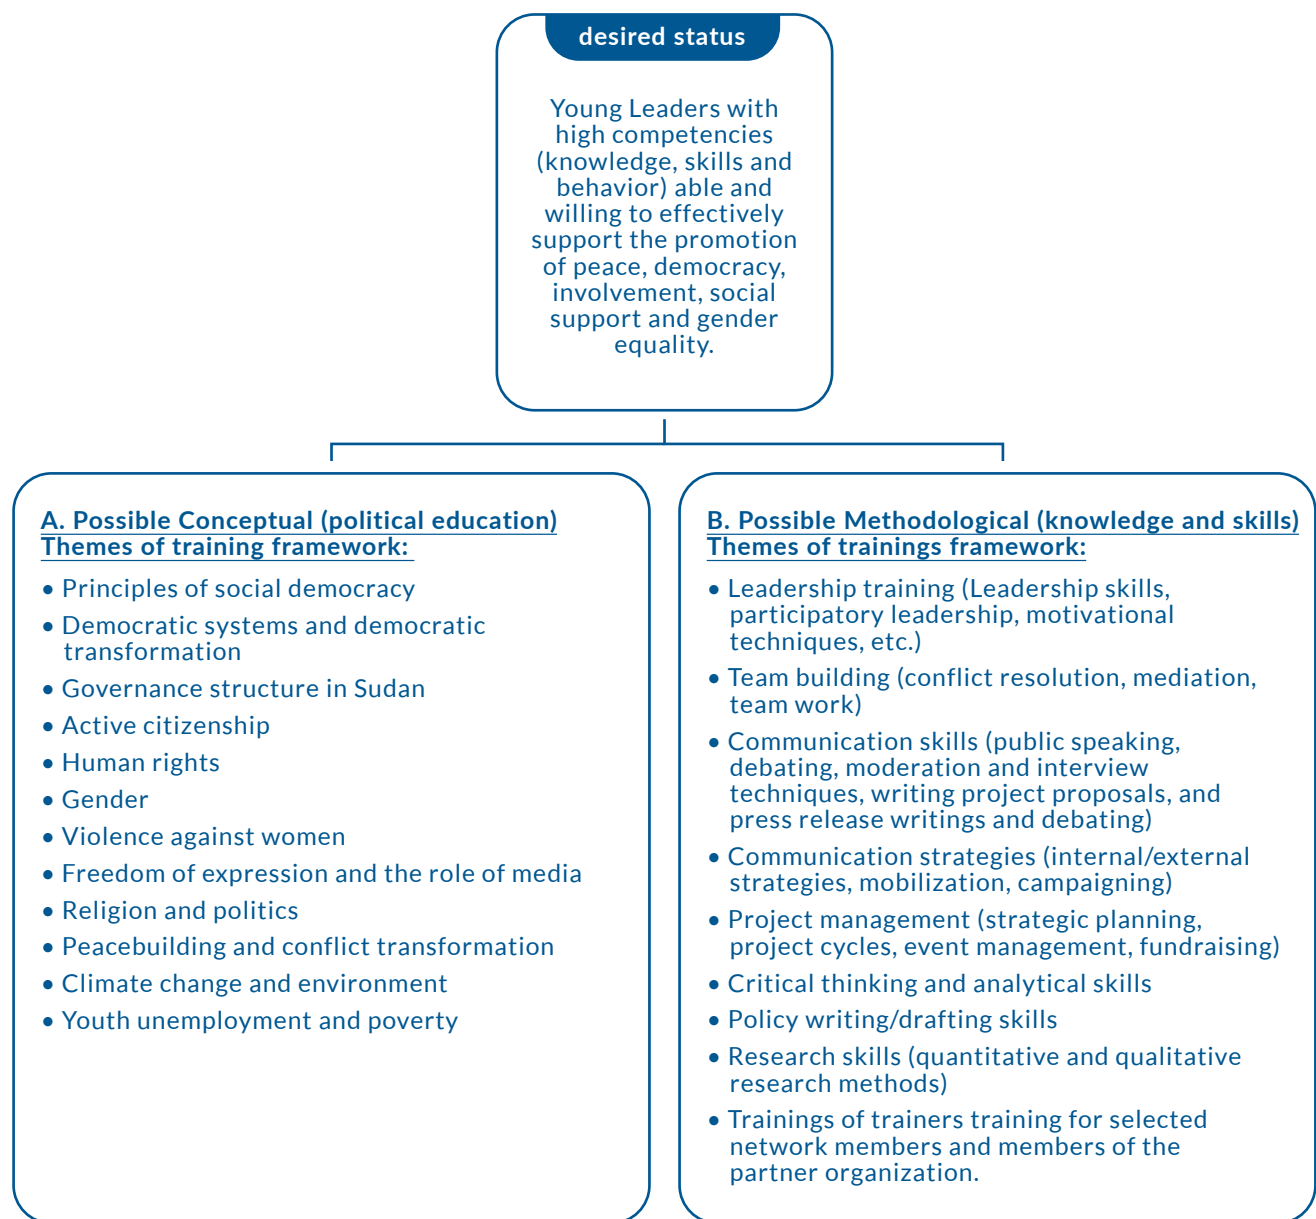 desired status
Young Leaders with
high competencies
(knowledge, skills and
behavior) able and
willing to effectively
support the promotion
of peace, democracy,
involvement, social
support and gender
equality.
A. Possible Conceptual (political education)
Themes of training framework:
• Principles of social democracy
• Democratic systems and democratic
transformation
• Governance structure in Sudan
• Active citizenship
• Human rights
• Gender
• Violence against women
• Freedom of expression and the role of media
• Religion and politics
• Peacebuilding and conflict transformation
• Climate change and environment
• Youth unemployment and poverty
B. Possible Methodological (knowledge and skills)
Themes of trainings framework:
• Leadership training (Leadership skills,
participatory leadership, motivational
techniques, etc.)
• Team building (conflict resolution, mediation,
team work)
• Communication skills (public speaking,
debating, moderation and interview
techniques, writing project proposals, and
press release writings and debating)
• Communication strategies (internal/external
strategies, mobilization, campaigning)
• Project management (strategic planning,
project cycles, event management, fundraising)
• Critical thinking and analytical skills
• Policy writing/drafting skills
• Research skills (quantitative and qualitative
research methods)
• Trainings of trainers training for selected
network members and members of the
partner organization.